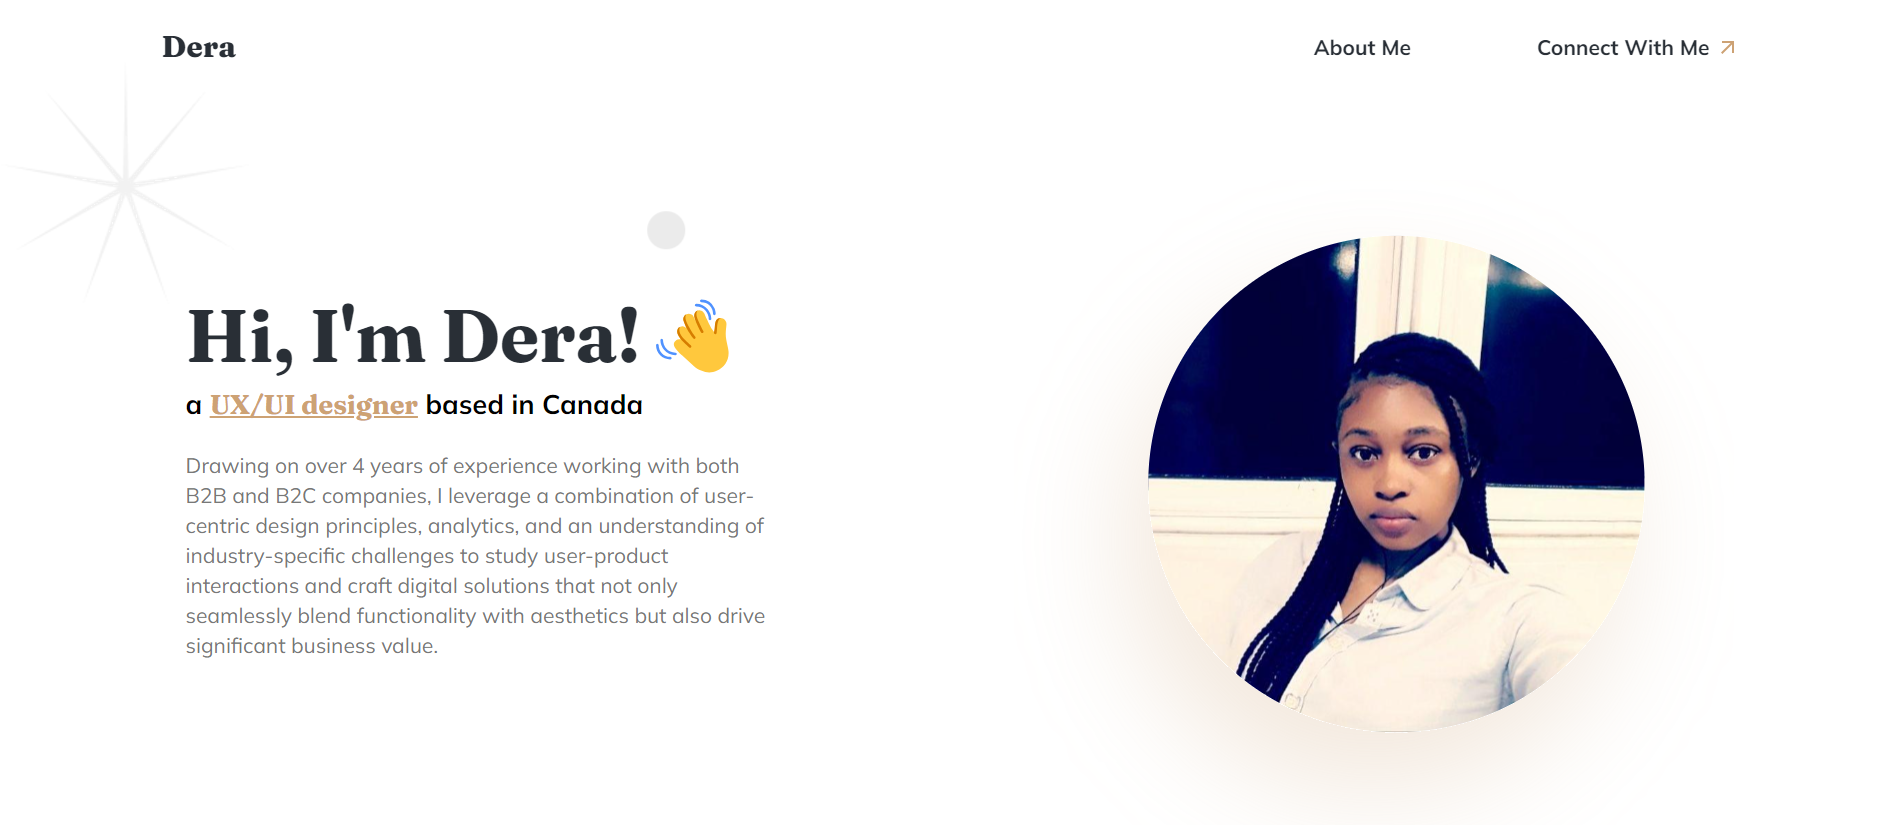 Dera
About Me
Connect With Me
Hi, I'm Dera!
a UX/UI designer based in Canada
Drawing on over 4 years of experience working with both
B2B and B2C companies, I leverage a combination of user-
centric design principles, analytics, and an understanding of
industry-specific challenges to study user-product
interactions and craft digital solutions that not only
seamlessly blend functionality with aesthetics but also drive
significant business value.